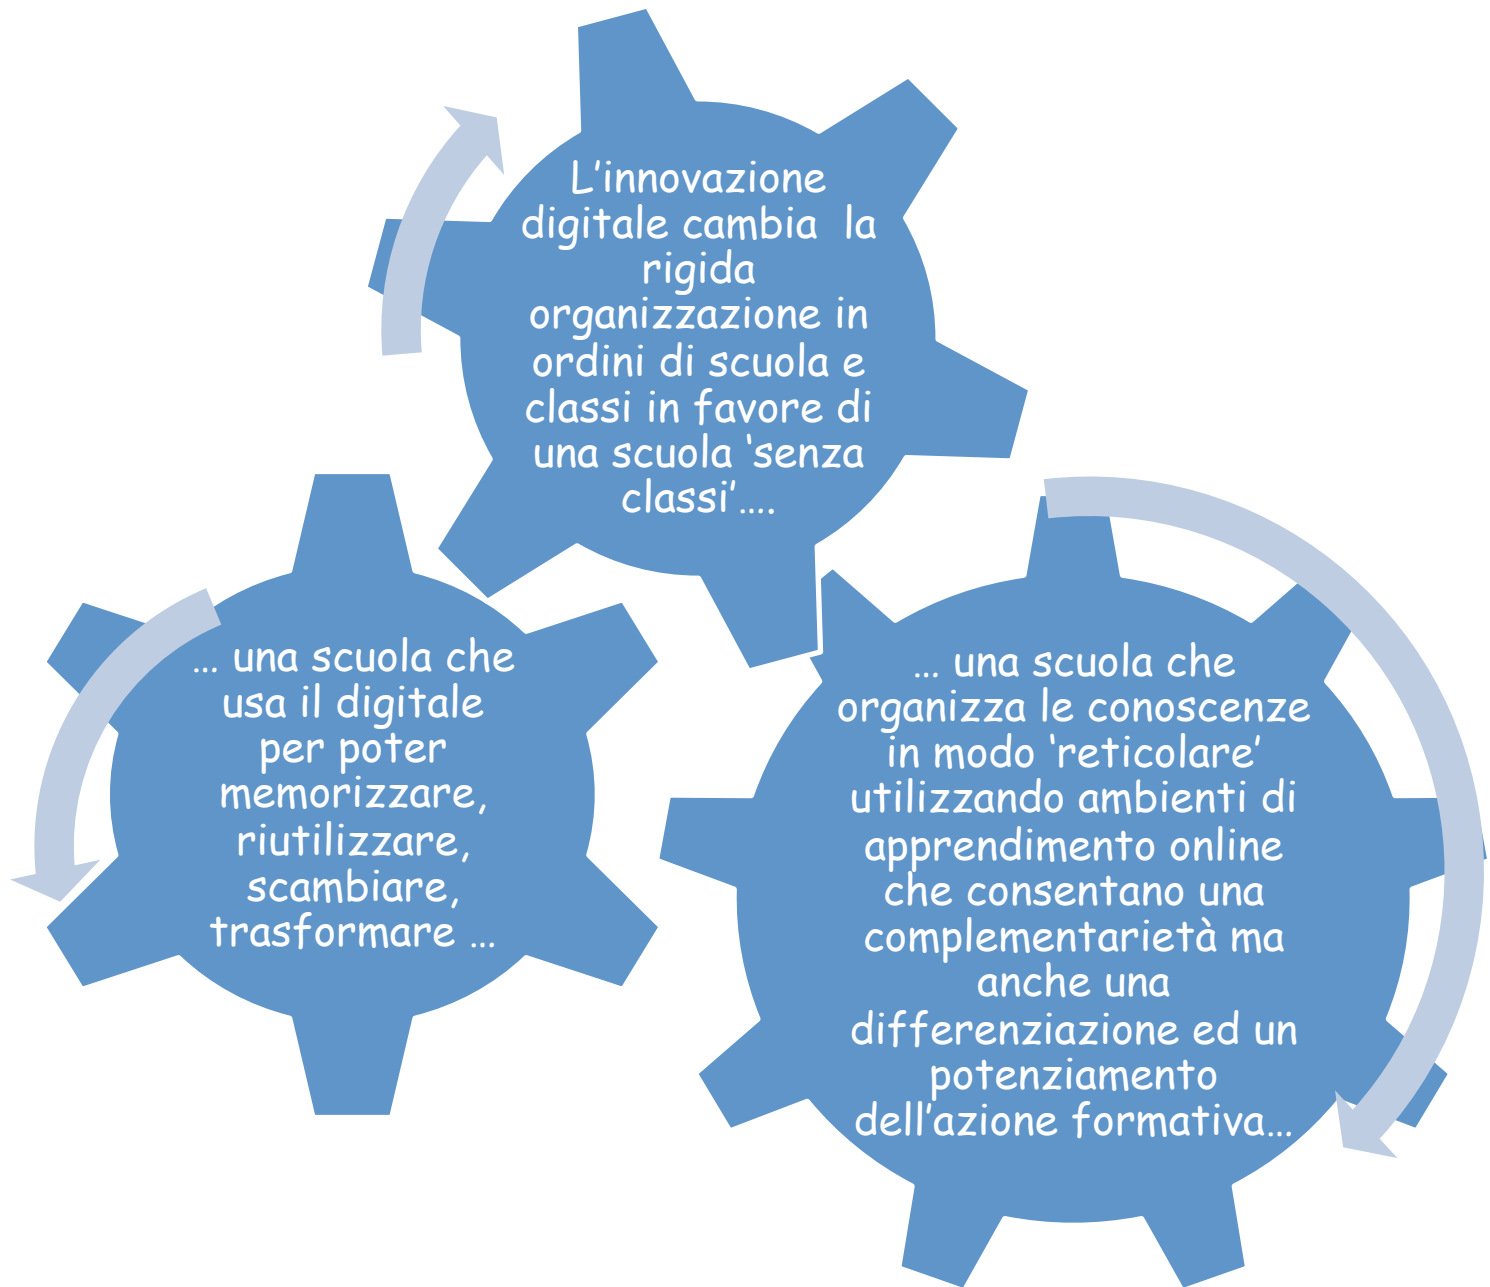 L’innovazione
digitale cambia  la
rigida
organizzazione in
ordini di scuola e
classi in favore di
una scuola ‘senza
classi’….
… una scuola che
usa il digitale
per poter
memorizzare,
riutilizzare,
scambiare,
trasformare …
… una scuola che
organizza le conoscenze
in modo ‘reticolare’
utilizzando ambienti di
apprendimento online
che consentano una
complementarietà ma
anche una
differenziazione ed un
potenziamento
dell’azione formativa…